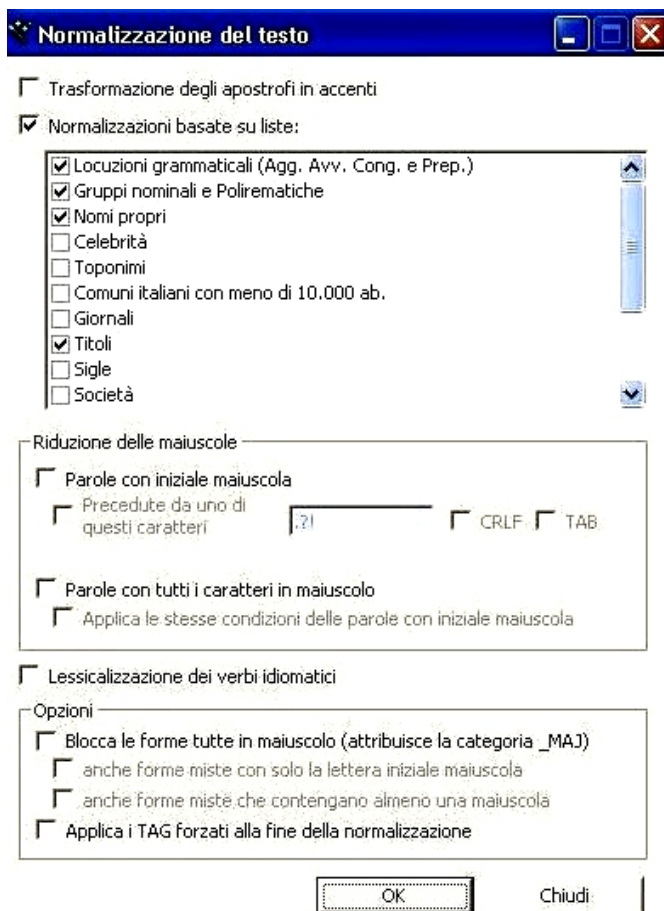 Normalizzazione del testo
Trasformazione degli apostrofi in accenti
Normalizzazioni basate su liste:
Locuzioni grammaticali (Agg. Avv. Cong. e Prep.)
Gruppi nominali e Polirematiche
Nomi propri
Celebrità
Toponimi
Comuni italiani con meno di 10.000 ab.
Giornali
Titoli
Sigle
Società
Riduzione delle maiuscole
Parole con iniziale maiuscola
Precedute da uno di
questi caratteri
.?! CRLF TAB
Parole con tutti i caratteri in maiuscolo
Applica le stesse condizioni delle parole con iniziale maiuscola
Lessicalizzazione dei verbi idiomatici
Opzioni
Blocca le forme tutte in maiuscolo (attribuisce la categoria _MAJ)
anche forme miste con solo la lettera iniziale maiuscola
anche forme miste che contengano almeno una maiuscola
Applica i TAG forzati alla fine della normalizzazione
OK Chiudi